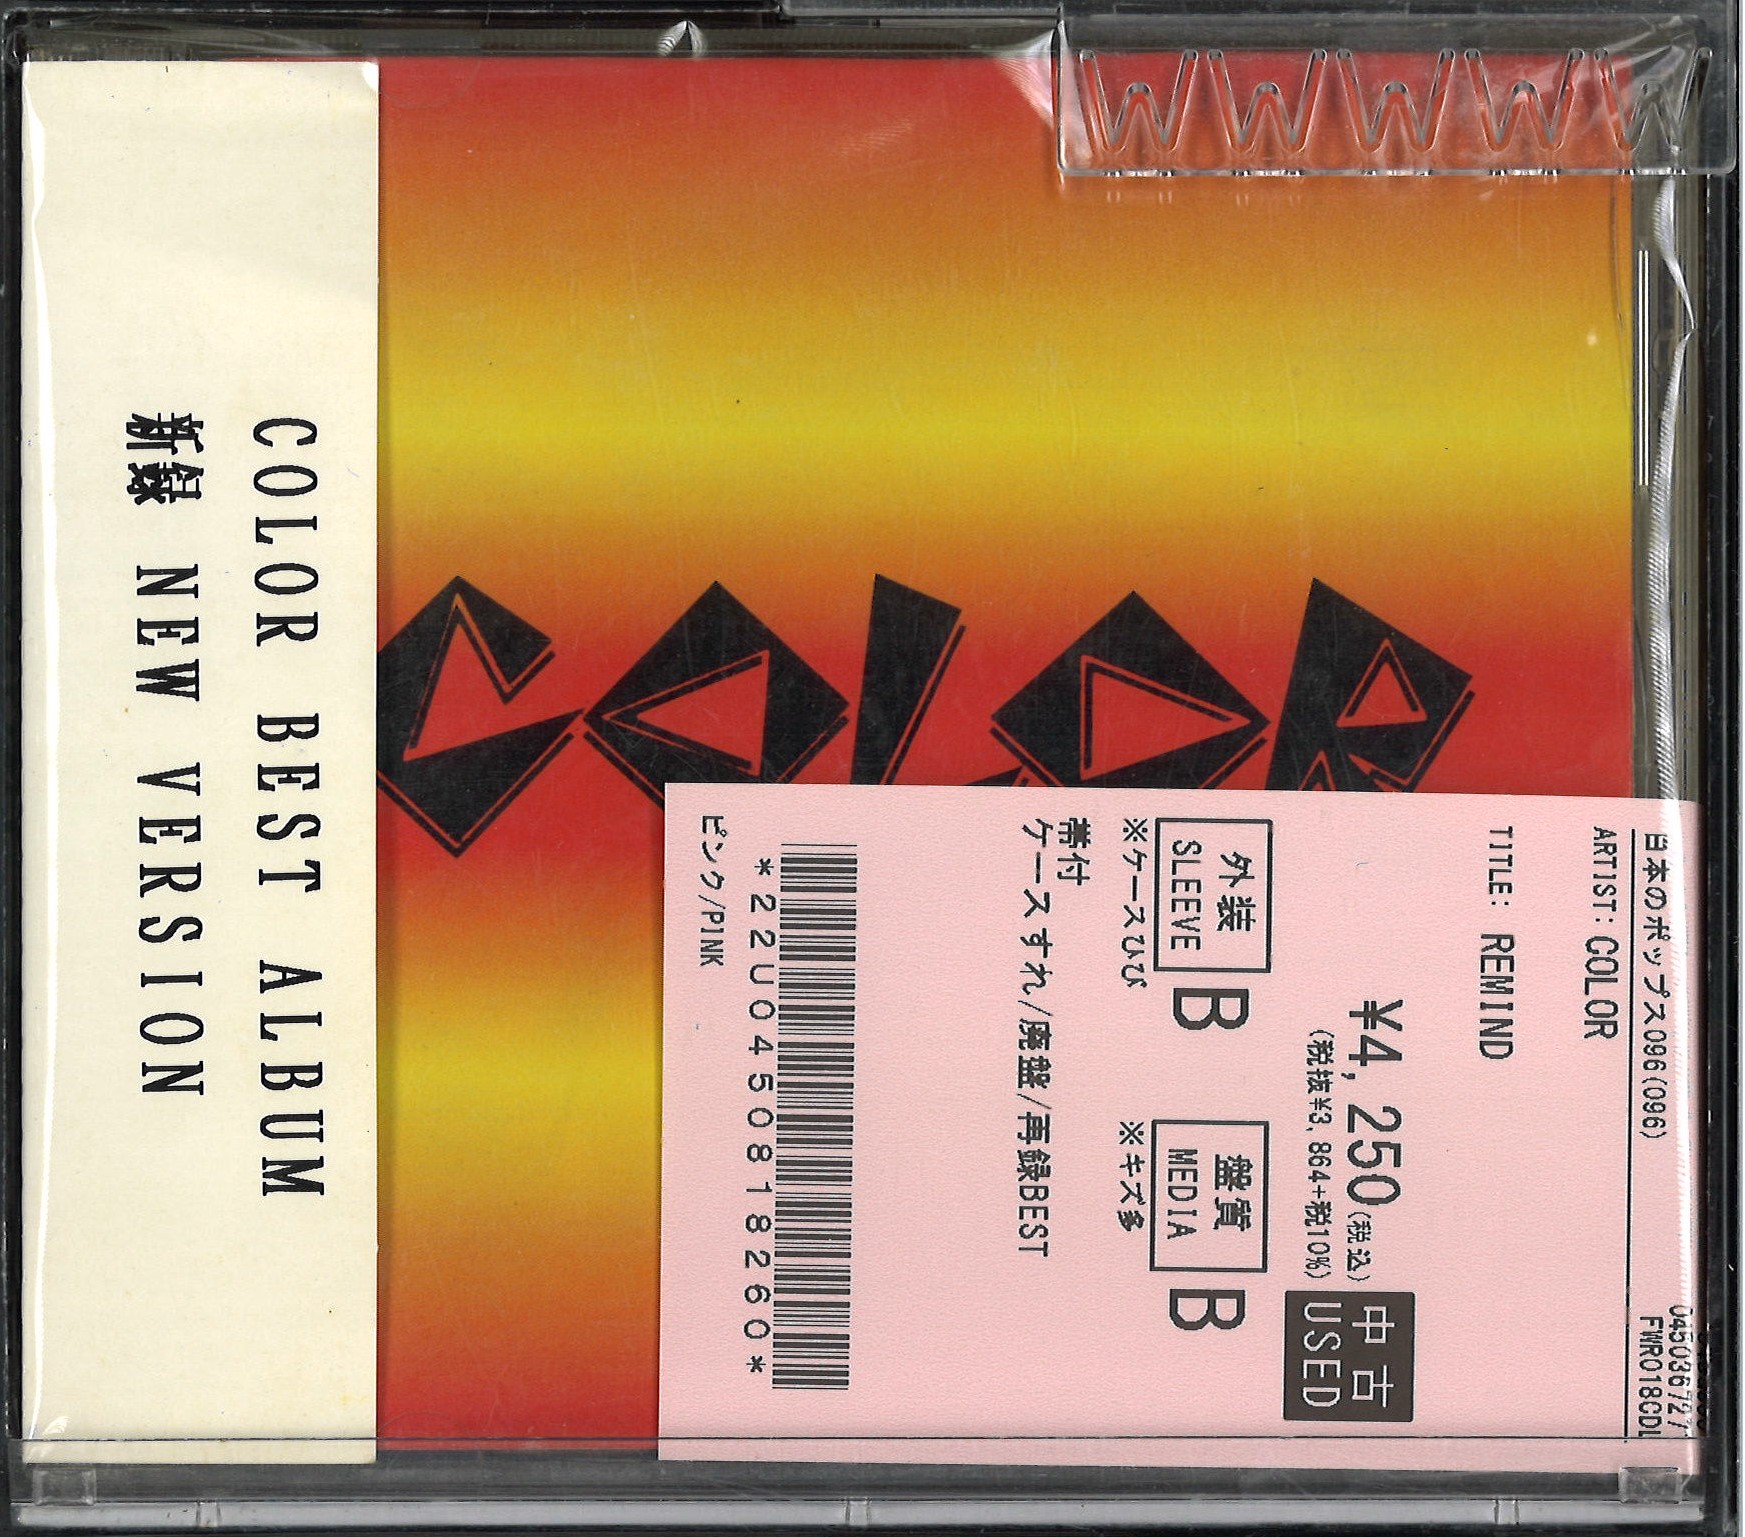 COLOR BEST ALBUM
新録 NEW VERSION
COLOR
日本のポップス096(096)
FWR018CDL
ARTIST: COLOR
TITLE: REMIND
¥4,250(税込)
(税抜¥3,864+税10%)
中古
USED
外装
SLEEVE
B
※ケースひび
盤質
MEDIA
B
※キズ多
帯付
ケースすれ/廃盤/再録BEST
*22U0450818260*
ピンク/PINK